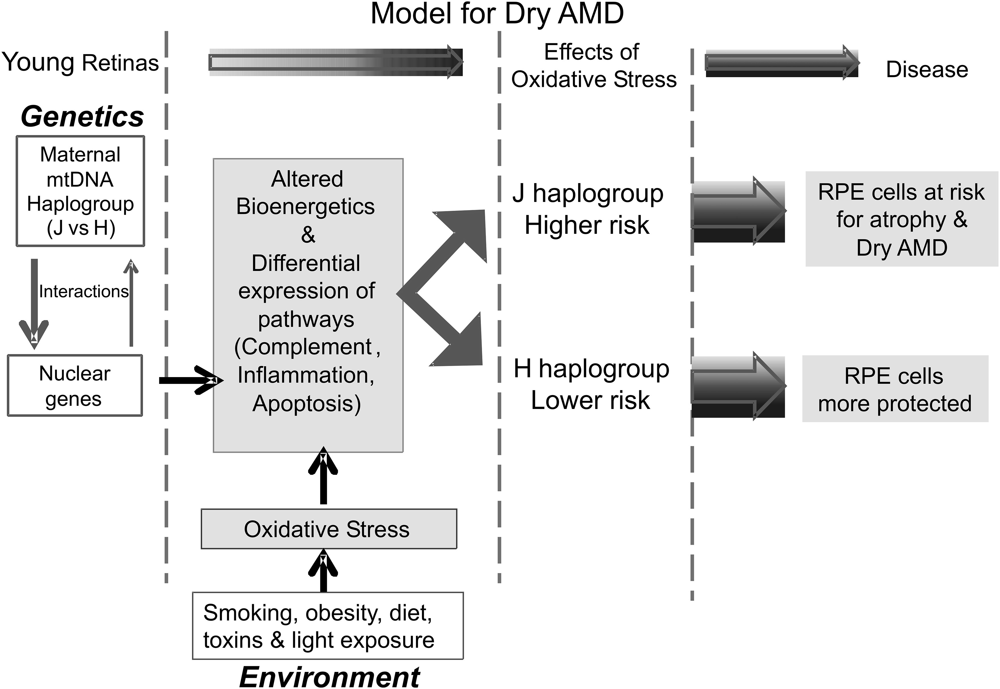 Model for Dry AMD
Young Retinas
Effects of
Oxidative Stress
Disease
Genetics
Maternal
mtDNA
Haplogroup
(J vs H)
Interactions
Nuclear
genes
Altered
Bioenergetics
&
Differential
expression of
pathways
(Complement,
Inflammation,
Apoptosis)
Oxidative Stress
Smoking, obesity, diet,
toxins & light exposure
Environment
J haplogroup
Higher risk
H haplogroup
Lower risk
RPE cells at risk
for atrophy &
Dry AMD
RPE cells
more protected